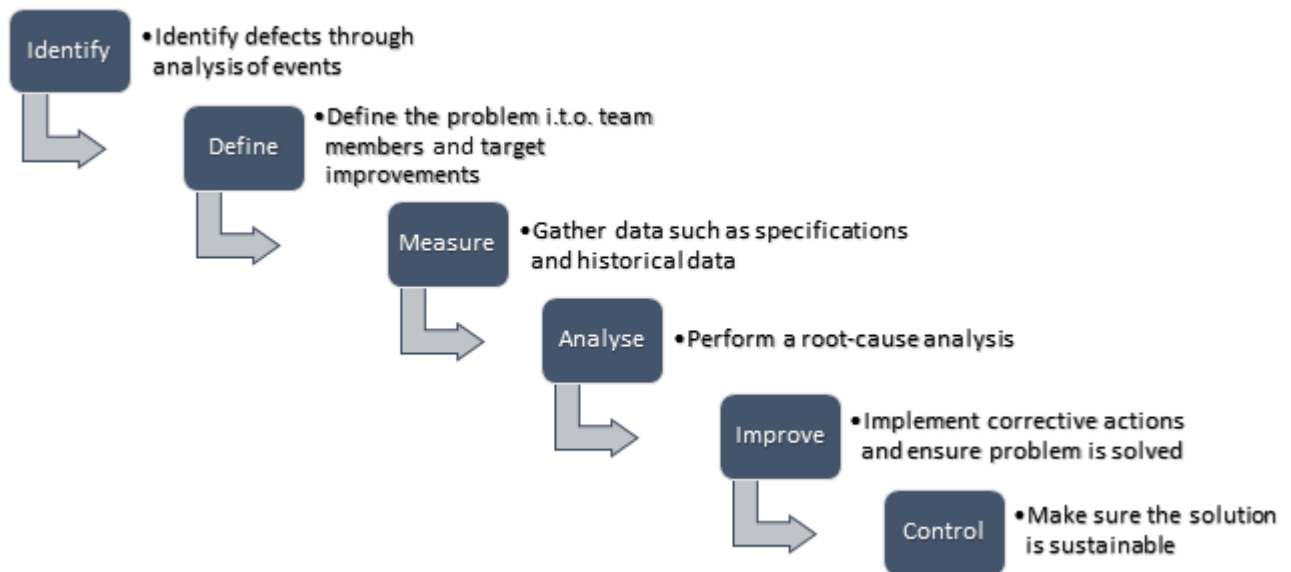 Identify
•Identify defects through
analysis of events
Define
•Define the problem i.t.o. team
members and target
improvements
Measure
•Gather data such as specifications
and historical data
Analyse
•Perform a root-cause analysis
Improve
•Implement corrective actions
and ensure problem is solved
Control
•Make sure the solution
is sustainable